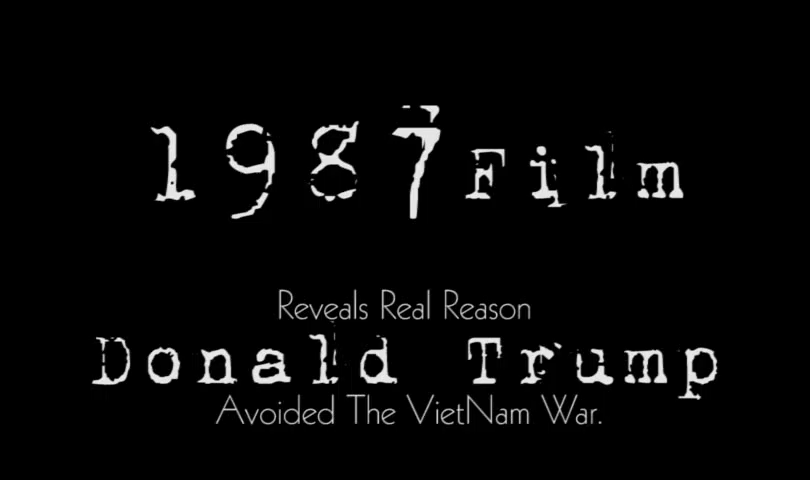 1987 Film
Reveals Real Reason
Donald Trump
Avoided The VietNam War.